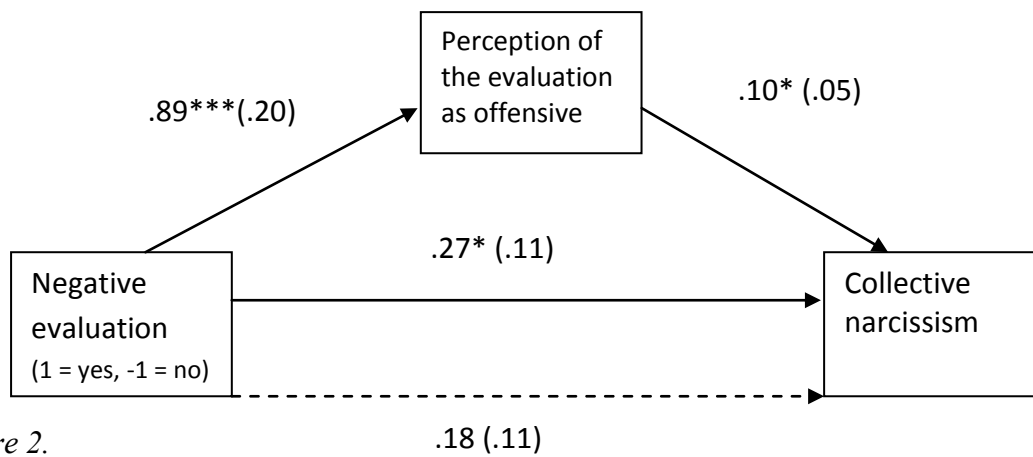 Perception of
the evaluation
as offensive
.89***(.20)
.10* (.05)
.27* (.11)
Negative
evaluation
(1 = yes, -1 = no)
Collective
narcissism
.18 (.11)
re 2.